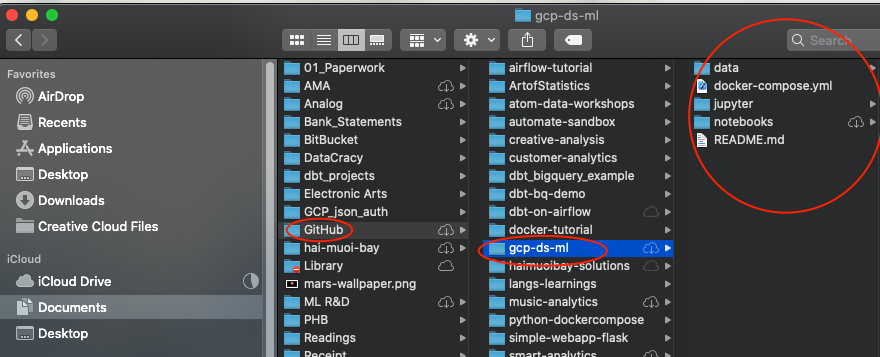 gcp-ds-ml
Search
Favorites
AirDrop
Recents
Applications
Desktop
Downloads
Creative Cloud Files
iCloud
iCloud Drive
Documents
Desktop
01_Paperwork
AMA
Analog
Bank_Statements
BitBucket
DataCracy
dbt_projects
Electronic Arts
GCP_json_auth
GitHub
hai-muoi-bay
Library
mars-wallpaper.png
ML R&D
PHB
Readings
Receipt
airflow-tutorial
ArtofStatistics
atom-data-workshops
automate-sandbox
creative-analysis
customer-analytics
dbt_bigquery_example
dbt-bq-demo
dbt-on-airflow
docker-tutorial
gcp-ds-ml
haimuoibay-solutions
langs-learnings
music-analytics
python-dockercompose
simple-webapp-flask
smart-analytics
data
docker-compose.yml
jupyter
notebooks
README.md